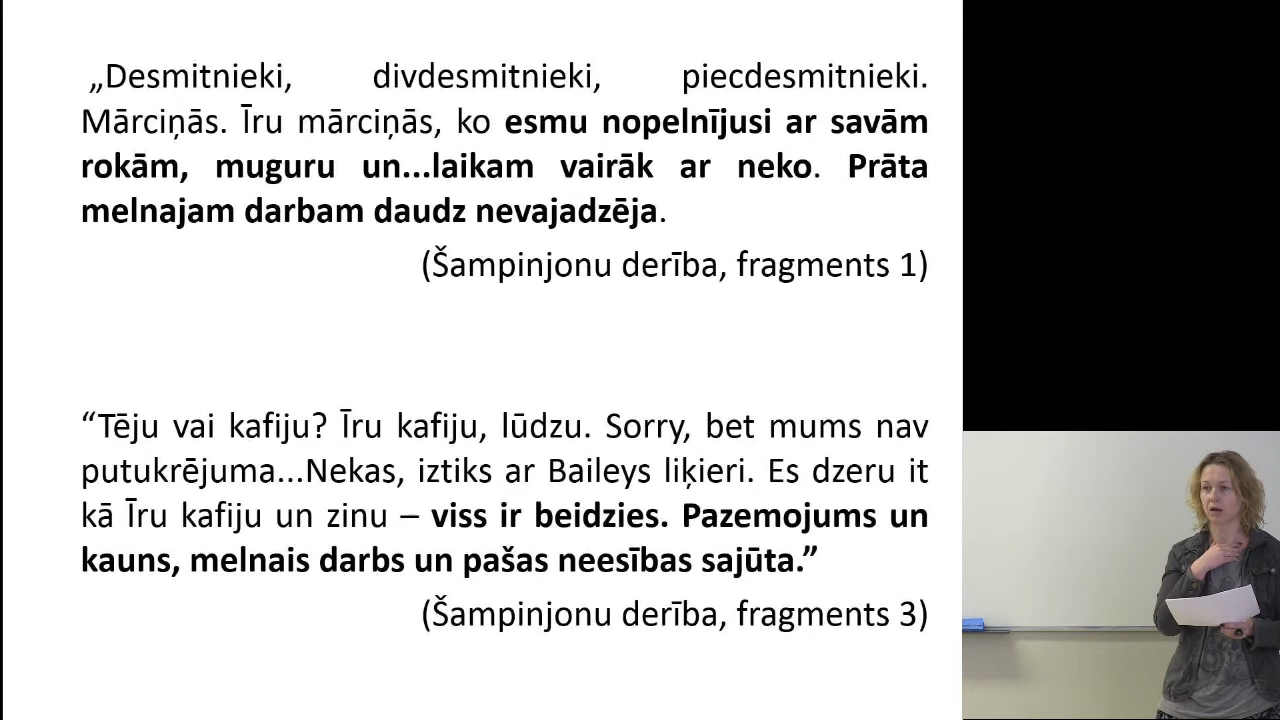 „Desmitnieki, divdesmitnieki, piecdesmitnieki.
Mārciņās. Īru mārciņās, ko esmu nopelnījusi ar savām
rokām, muguru un...laikam vairāk ar neko. Prāta
melnajam darbam daudz nevajadzēja.
(Šampinjonu derība, fragments 1)
“Tēju vai kafiju? Īru kafiju, lūdzu. Sorry, bet mums nav
putukrējuma...Nekas, iztiks ar Baileys liķieri. Es dzeru it
kā Īru kafiju un zinu – viss ir beidzies. Pazemojums un
kauns, melnais darbs un pašas neesības sajūta.”
(Šampinjonu derība, fragments 3)